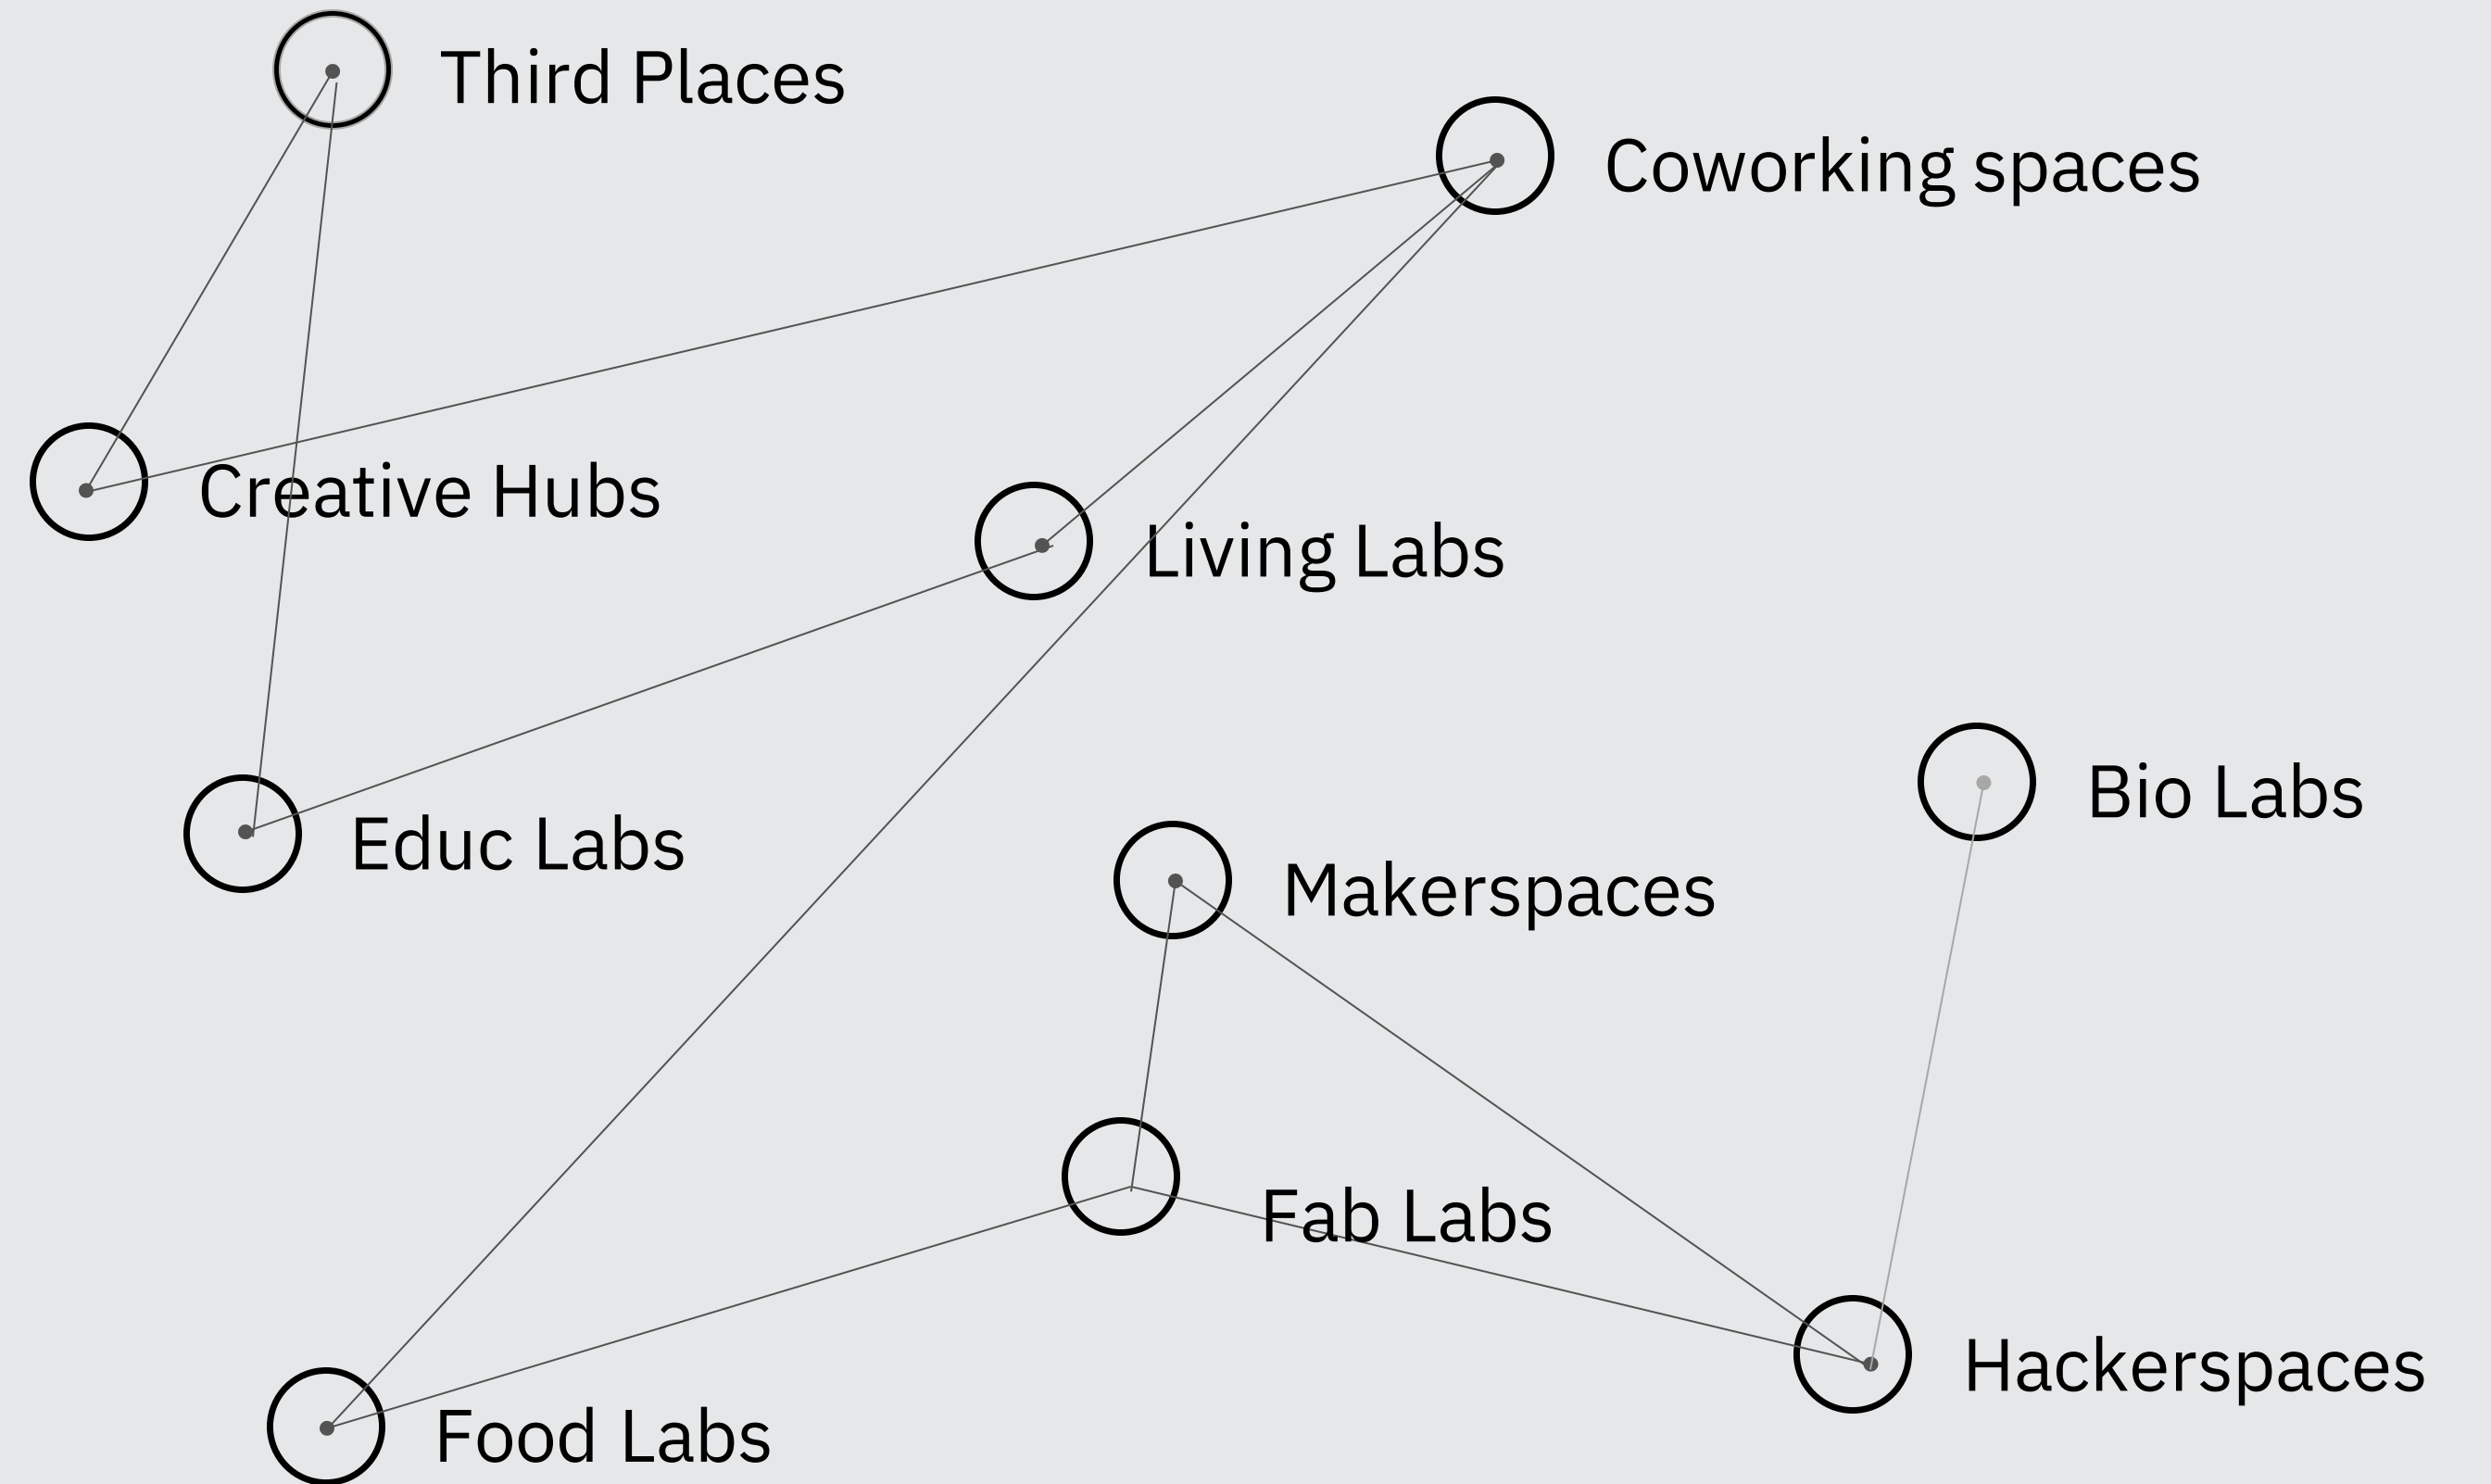 Third Places
Coworking spaces
Creative Hubs
Living Labs
Educ Labs
Bio Labs
Makerspaces
Fab Labs
Hackerspaces
Food Labs